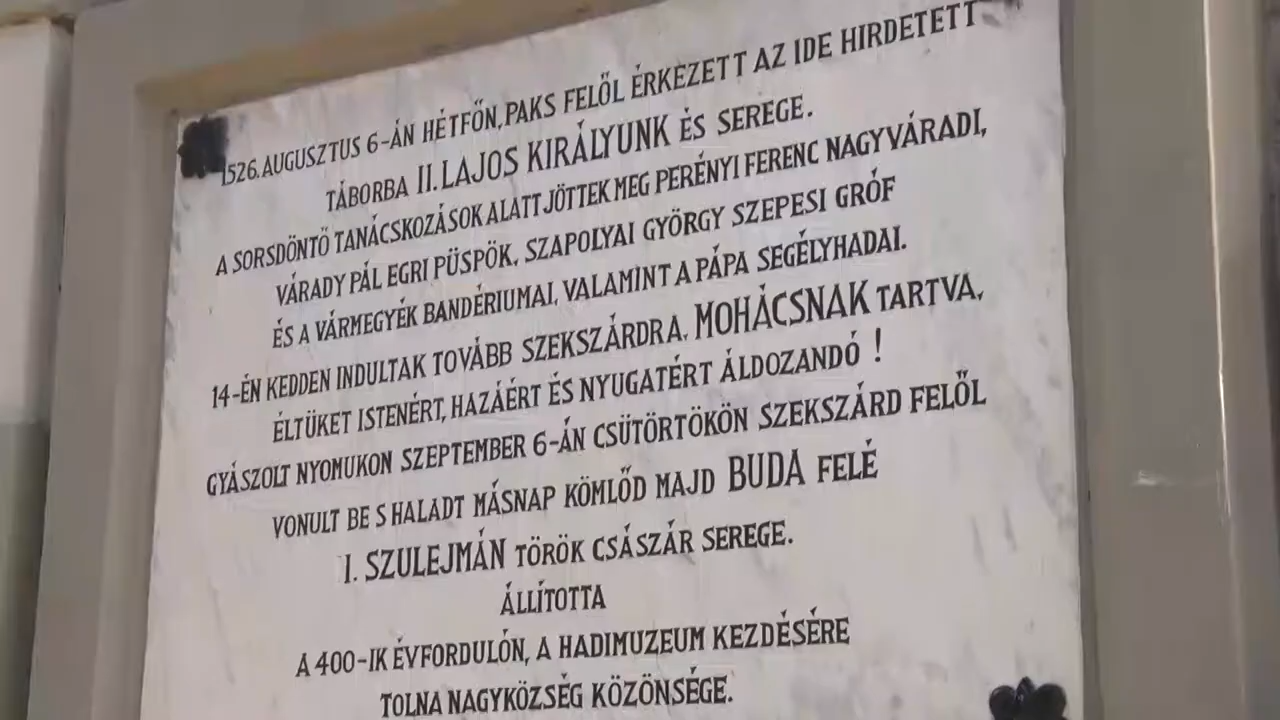 1526. AUGUSZTUS 6-ÁN HÉTFŐN, PAKS FELŐL ÉRKEZETT AZ IDE HIRDETETT
TÁBORBA II. LAJOS KIRÁLYUNK ÉS SEREGE.
A SORSDÖNTŐ TANÁCSKOZÁSOK ALATT JÖTTEK MEG PERÉNYI FERENC NAGYVÁRADI,
VÁRADY PÁL EGRI PÜSPÖK, SZAPOLYAI GYÖRGY SZEPESI GRÓF
ÉS A VÁRMEGYÉK BANDÉRIUMAI, VALAMINT A PÁPA SEGÉLYHADAI.
14-ÉN KEDDEN INDULTAK TOVÁBB SZEKSZÁRDRA, MOHÁCSNAK TARTVA,
ÉLTÜKET ISTENÉRT, HAZÁÉRT ÉS NYUGATÉRT ÁLDOZANDÓ !
GYÁSZOLT NYOMUKON SZEPTEMBER 6-ÁN CSÜTÖRTÖKÖN SZEKSZÁRD FELŐL
VONULT BE S HALADT MÁSNAP KÖMLŐD MAJD BUDA FELÉ
I. SZULEJMÁN TÖRÖK CSÁSZÁR SEREGE.
ÁLLÍTOTTA
A 400-IK ÉVFORDULÓN, A HADIMUZEUM KEZDÉSÉRE
TOLNA NAGYKÖZSÉG KÖZÖNSÉGE.